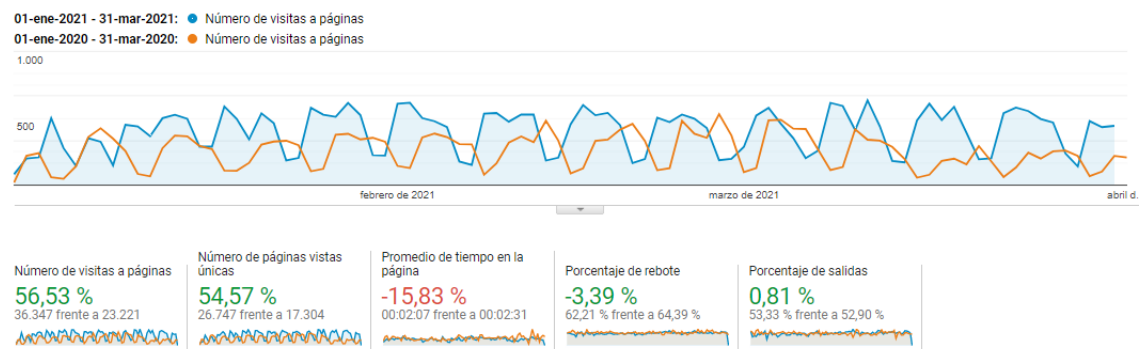 01-ene-2021 - 31-mar-2021: Número de visitas a páginas
01-ene-2020 - 31-mar-2020: Número de visitas a páginas
1.000
500
febrero de 2021 marzo de 2021 abril d.
Número de visitas a páginas
56,53 %
36.347 frente a 23.221
Número de páginas vistas
únicas
54,57 %
26.747 frente a 17.304
Promedio de tiempo en la
página
-15,83 %
00:02:07 frente a 00:02:31
Porcentaje de rebote
-3,39 %
62,21 % frente a 64,39 %
Porcentaje de salidas
0,81 %
53,33 % frente a 52,90 %